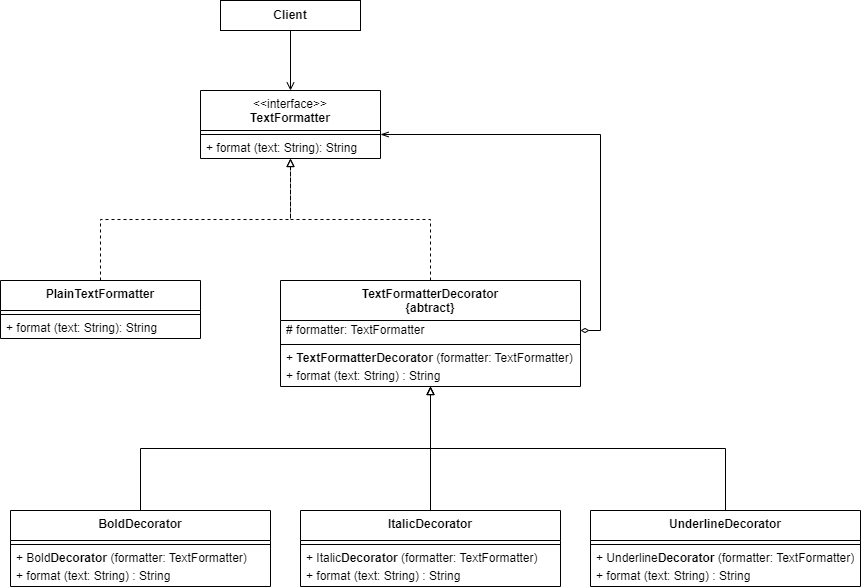 Client
<<interface>>
TextFormatter
+ format (text: String): String
PlainTextFormatter
+ format (text: String): String
TextFormatterDecorator
{abtract}
# formatter: TextFormatter
+ TextFormatterDecorator (formatter: TextFormatter)
+ format (text: String) : String
BoldDecorator
+ BoldDecorator (formatter: TextFormatter)
+ format (text: String) : String
ItalicDecorator
+ ItalicDecorator (formatter: TextFormatter)
+ format (text: String) : String
UnderlineDecorator
+ UnderlineDecorator (formatter: TextFormatter)
+ format (text: String) : String